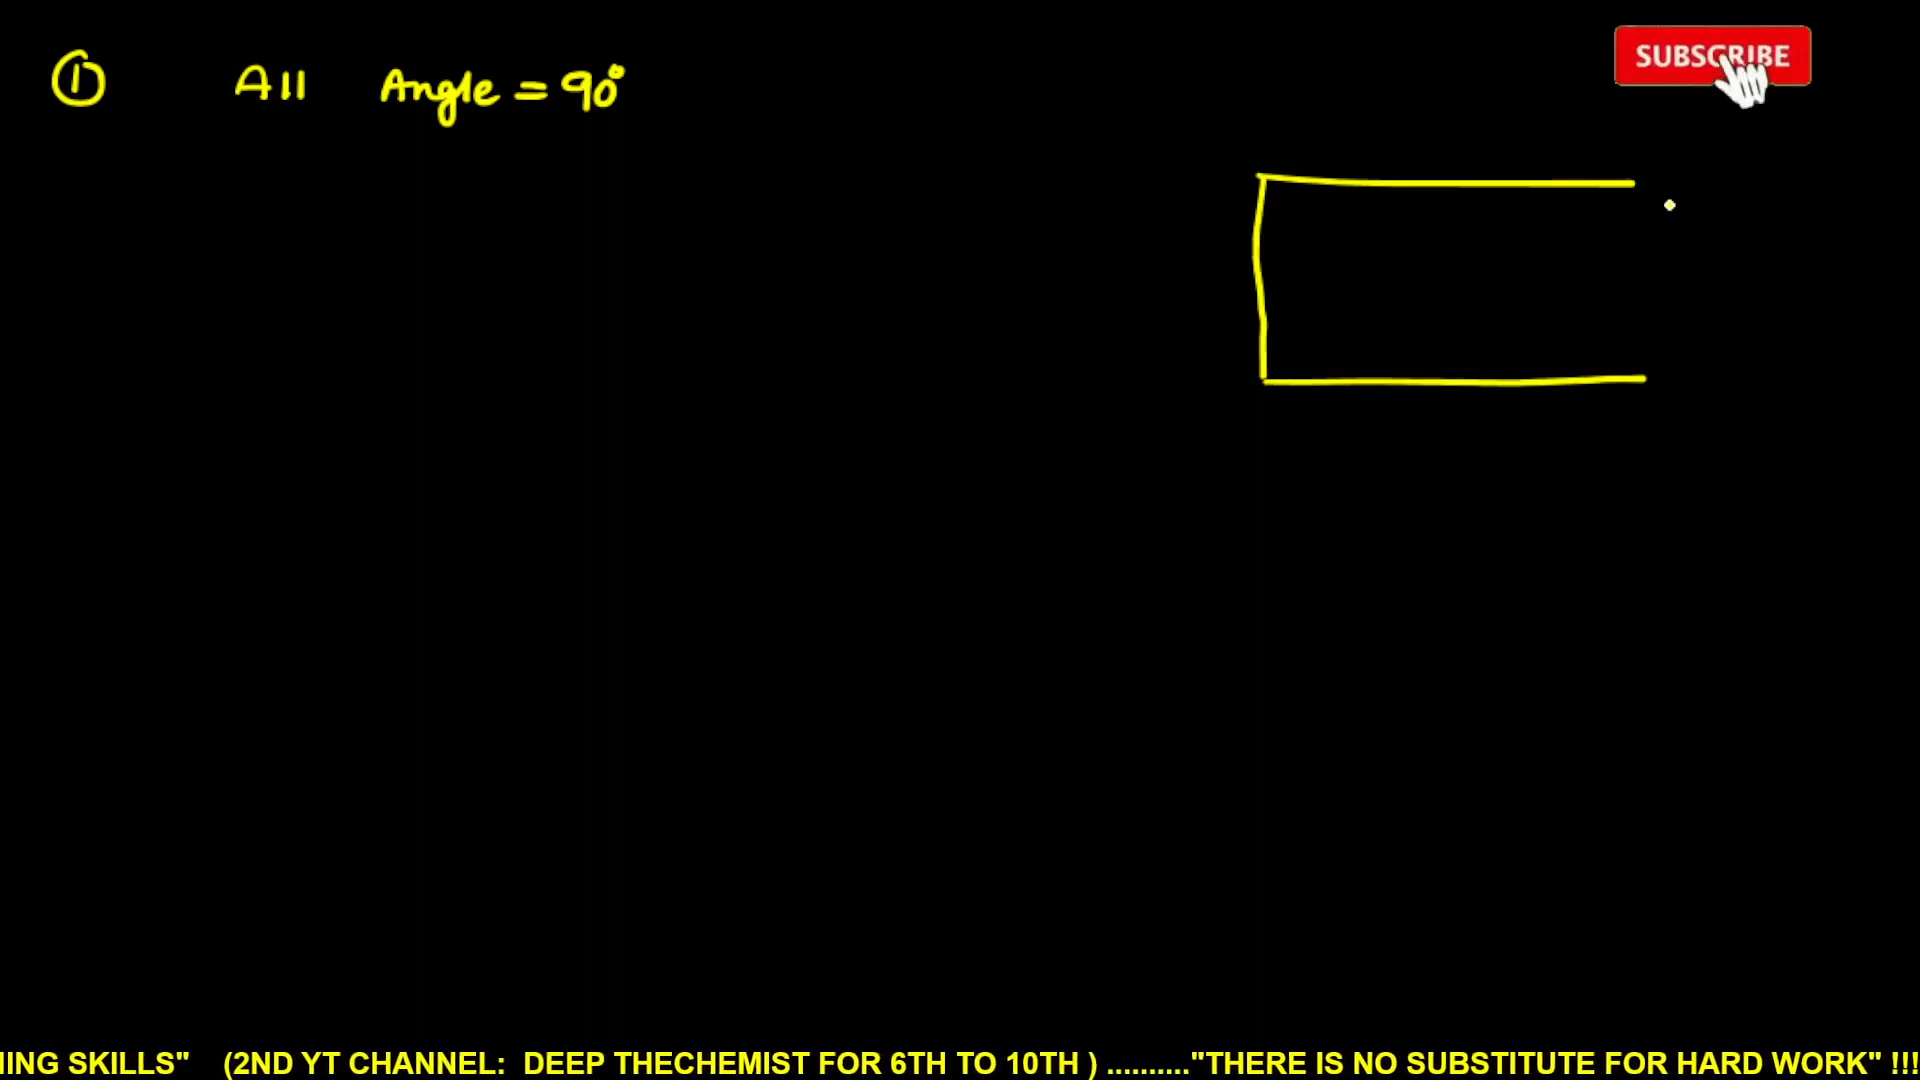 ① All Angle = 90°
SUBSCRIBE
NING SKILLS" (2ND YT CHANNEL: DEEP THECHEMIST FOR 6TH TO 10TH ) .........."THERE IS NO SUBSTITUTE FOR HARD WORK" !!!